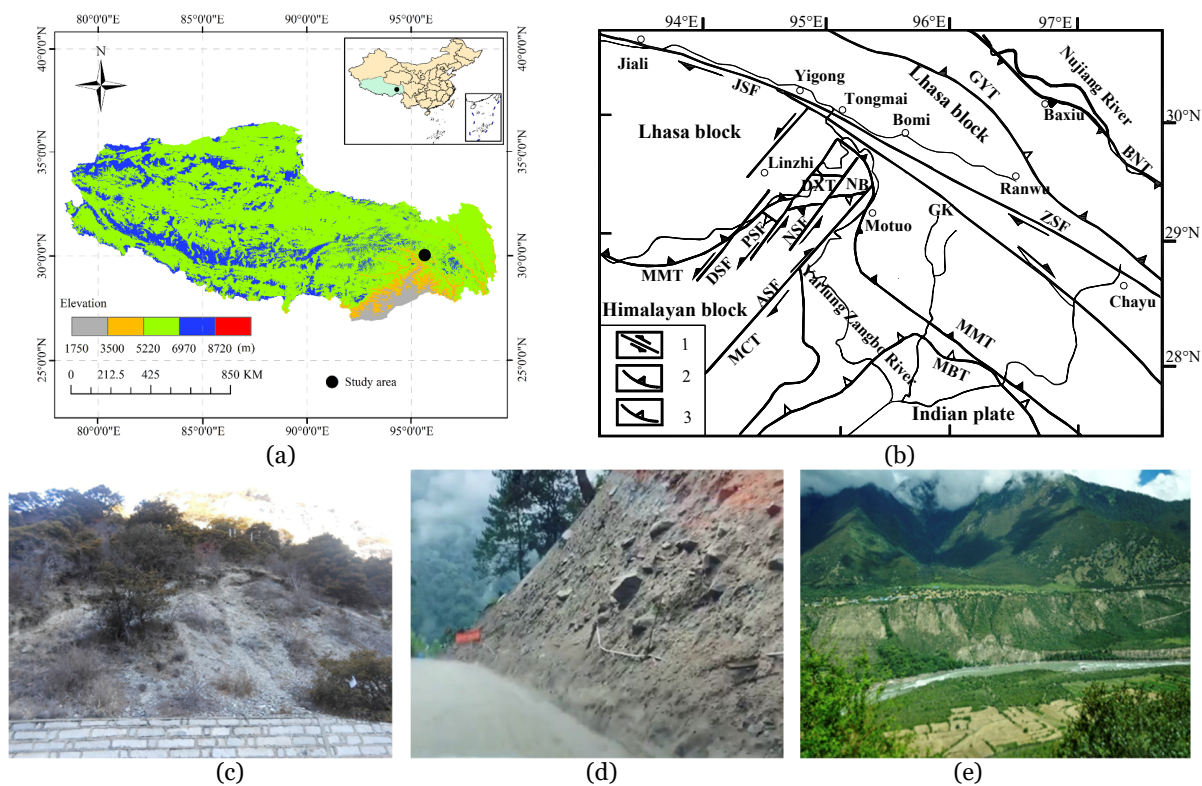 80°0'0"E 85°0'0"E 90°0'0"E 95°0'0"E
40°0'0"N
35°0'0"N
30°0'0"N
25°0'0"N
N
40°0'0"N
35°0'0"N
30°0'0"N
25°0'0"N
Elevation
1750 3500 5220 6970 8720 (m)
0 212.5 425 850 KM
Study area
80°0'0"E 85°0'0"E 90°0'0"E 95°0'0"E
(a)
94°E 95°E 96°E 97°E
Jiali
JSF
Yigong
Tongmai
Bomi
Lhasa block
GYT
Nujiang River
Baxiu
30°N
BNT
Lhasa block
Linzhi
DXT
NB
Ranwu
Motuo
GK
ZSF
29°N
PSF
NSF
DSF
MMT
ASF
Chayu
Himalayan block
Yarlung Zangbo River
MCT
MMT
MBT
28°N
Indian plate
1
2
3
(b)
(c)
(d)
(e)